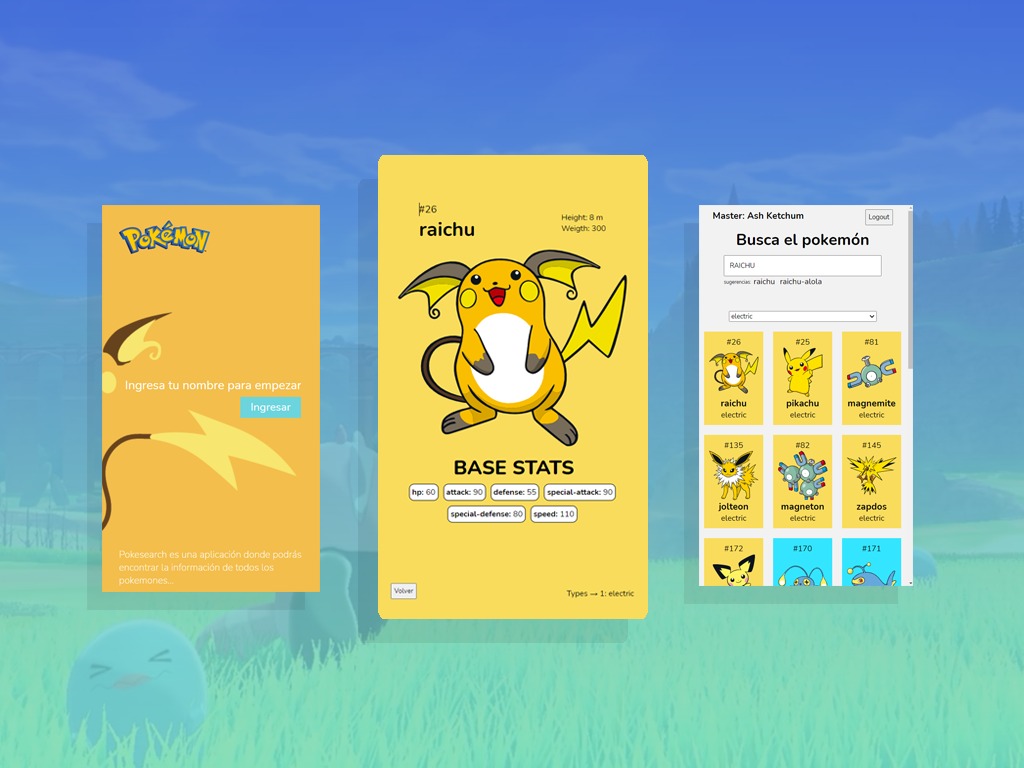 Pokémon
Ingresa tu nombre para empezar
Ingresar
Pokesearch es una aplicación donde podrás
encontrar la información de todos los
pokemones...
#26
raichu
Height: 8 m
Weigth: 300
BASE STATS
hp: 60 attack: 90 defense: 55 special-attack: 90
special-defense: 80 speed: 110
Volver
Types → 1: electric
Master: Ash Ketchum
Logout
Busca el pokemón
RAICHU
sugerencias: raichu raichu-alola
electric
#26 #25 #81
raichu pikachu magnemite
electric electric electric
#135 #82 #145
jolteon magneton zapdos
electric electric electric
#172 #170 #171